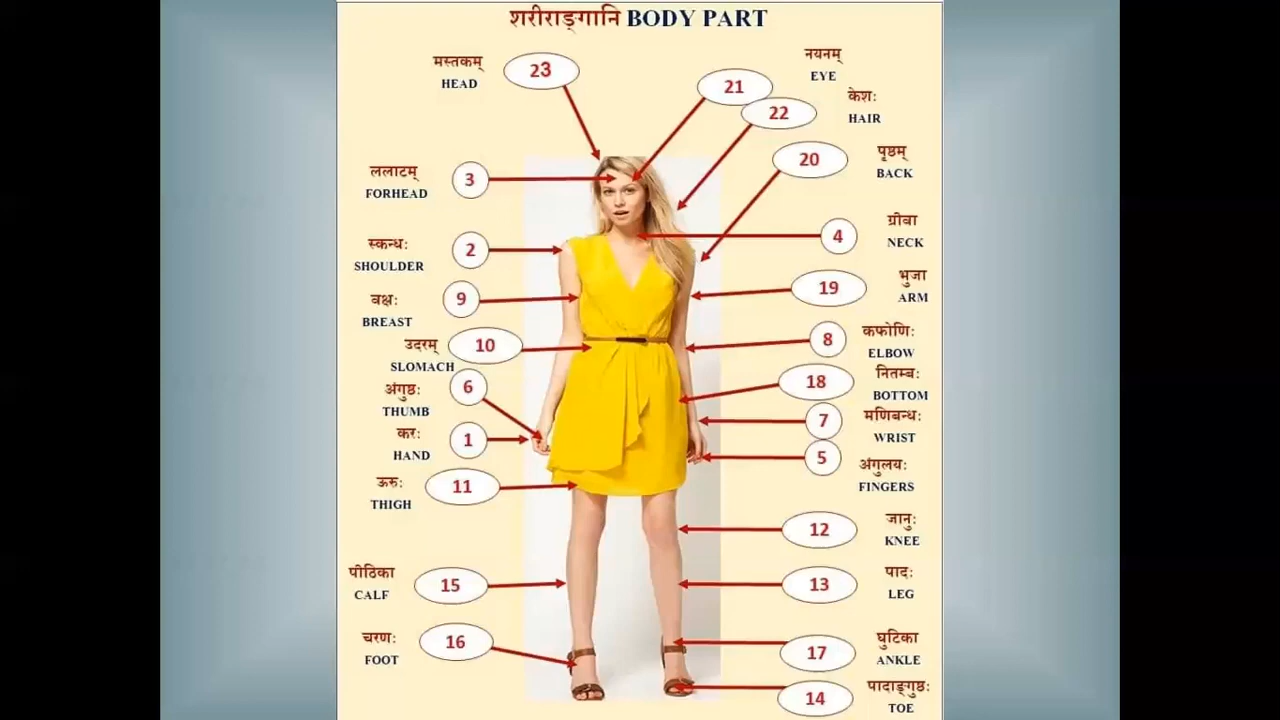 शरीराङ्गानि BODY PART
मस्तकम्
HEAD
23
21
नयनम्
EYE
22
केशः
HAIR
ललाटम्
FORHEAD
3
20
पृष्ठम्
BACK
स्कन्धः
SHOULDER
2
4
ग्रीबा
NECK
बक्षः
BREAST
9
19
भुजा
ARM
उदरम्
SLOMACH
10
8
कफोणिः
ELBOW
अंगुष्ठः
THUMB
6
18
नितम्बः
BOTTOM
करः
HAND
1
7
मणिबन्धः
WRIST
5
अंगुलयः
FINGERS
ऊरुः
THIGH
11
12
जानुः
KNEE
पीठिका
CALF
15
13
पादः
LEG
चरणः
FOOT
16
17
घुटिका
ANKLE
14
पादाङ्गुष्ठः
TOE